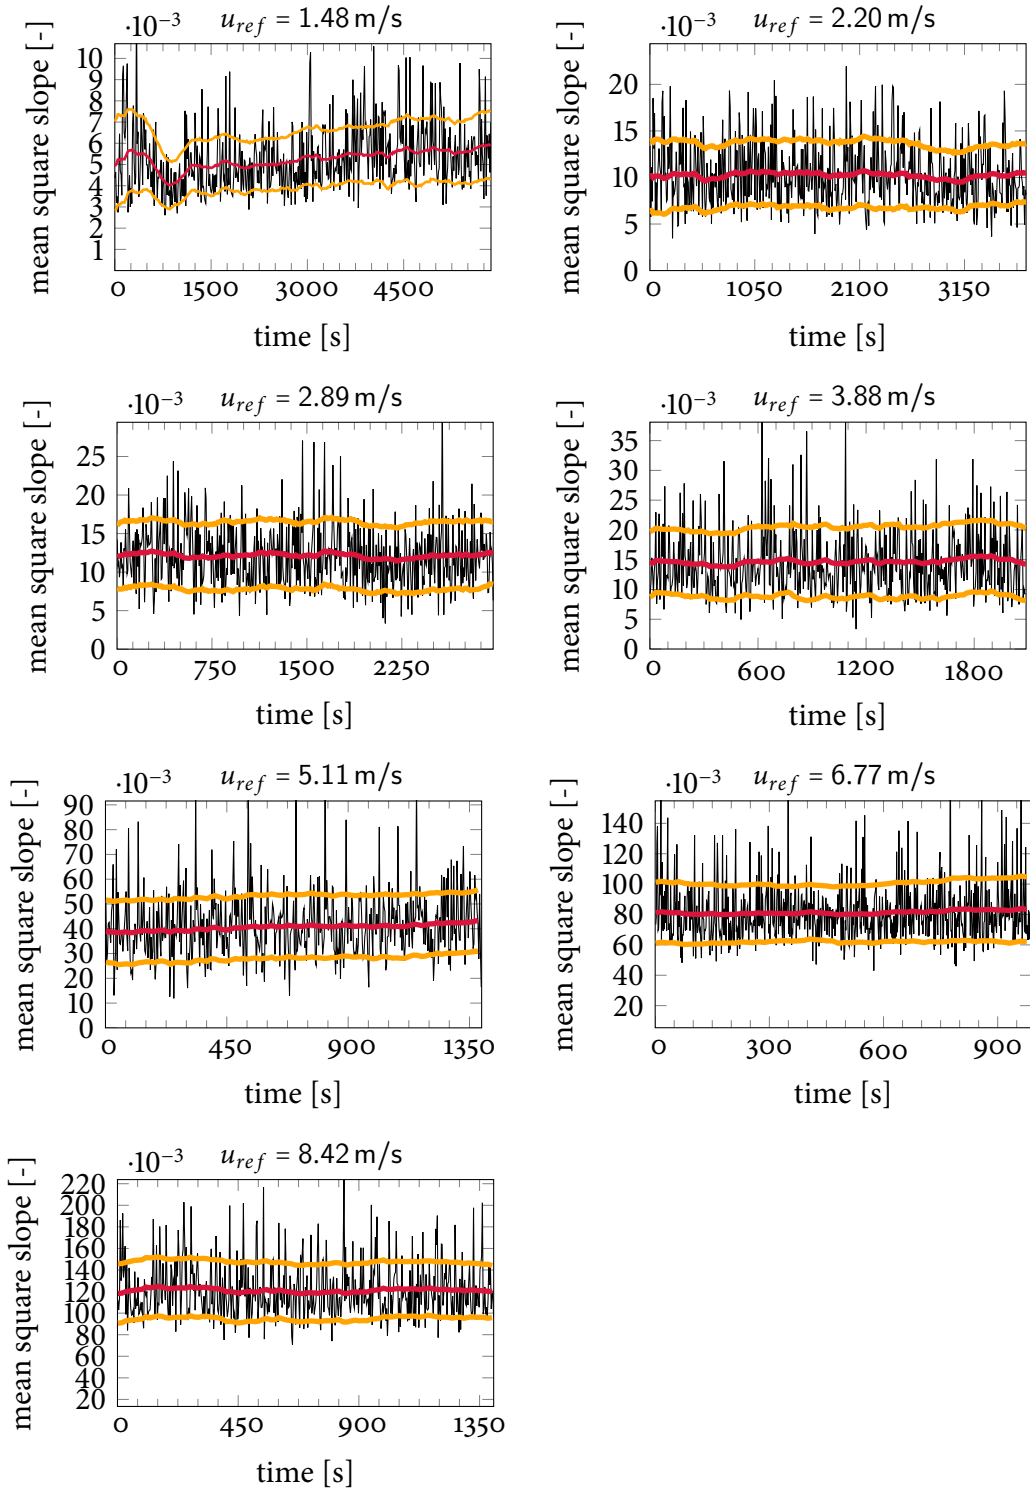 ·10⁻³ u_ref = 1.48 m/s
mean square slope [-]
10
9
8
7
6
5
4
3
2
1
0 1500 3000 4500
time [s]
·10⁻³ u_ref = 2.20 m/s
mean square slope [-]
20
15
10
5
0
0 1050 2100 3150
time [s]
·10⁻³ u_ref = 2.89 m/s
mean square slope [-]
25
20
15
10
5
0
0 750 1500 2250
time [s]
·10⁻³ u_ref = 3.88 m/s
mean square slope [-]
35
30
25
20
15
10
5
0
0 600 1200 1800
time [s]
·10⁻³ u_ref = 5.11 m/s
mean square slope [-]
90
80
70
60
50
40
30
20
10
0
0 450 900 1350
time [s]
·10⁻³ u_ref = 6.77 m/s
mean square slope [-]
140
120
100
80
60
40
20
0 300 600 900
time [s]
·10⁻³ u_ref = 8.42 m/s
mean square slope [-]
220
200
180
160
140
120
100
80
60
40
20
0 450 900 1350
time [s]